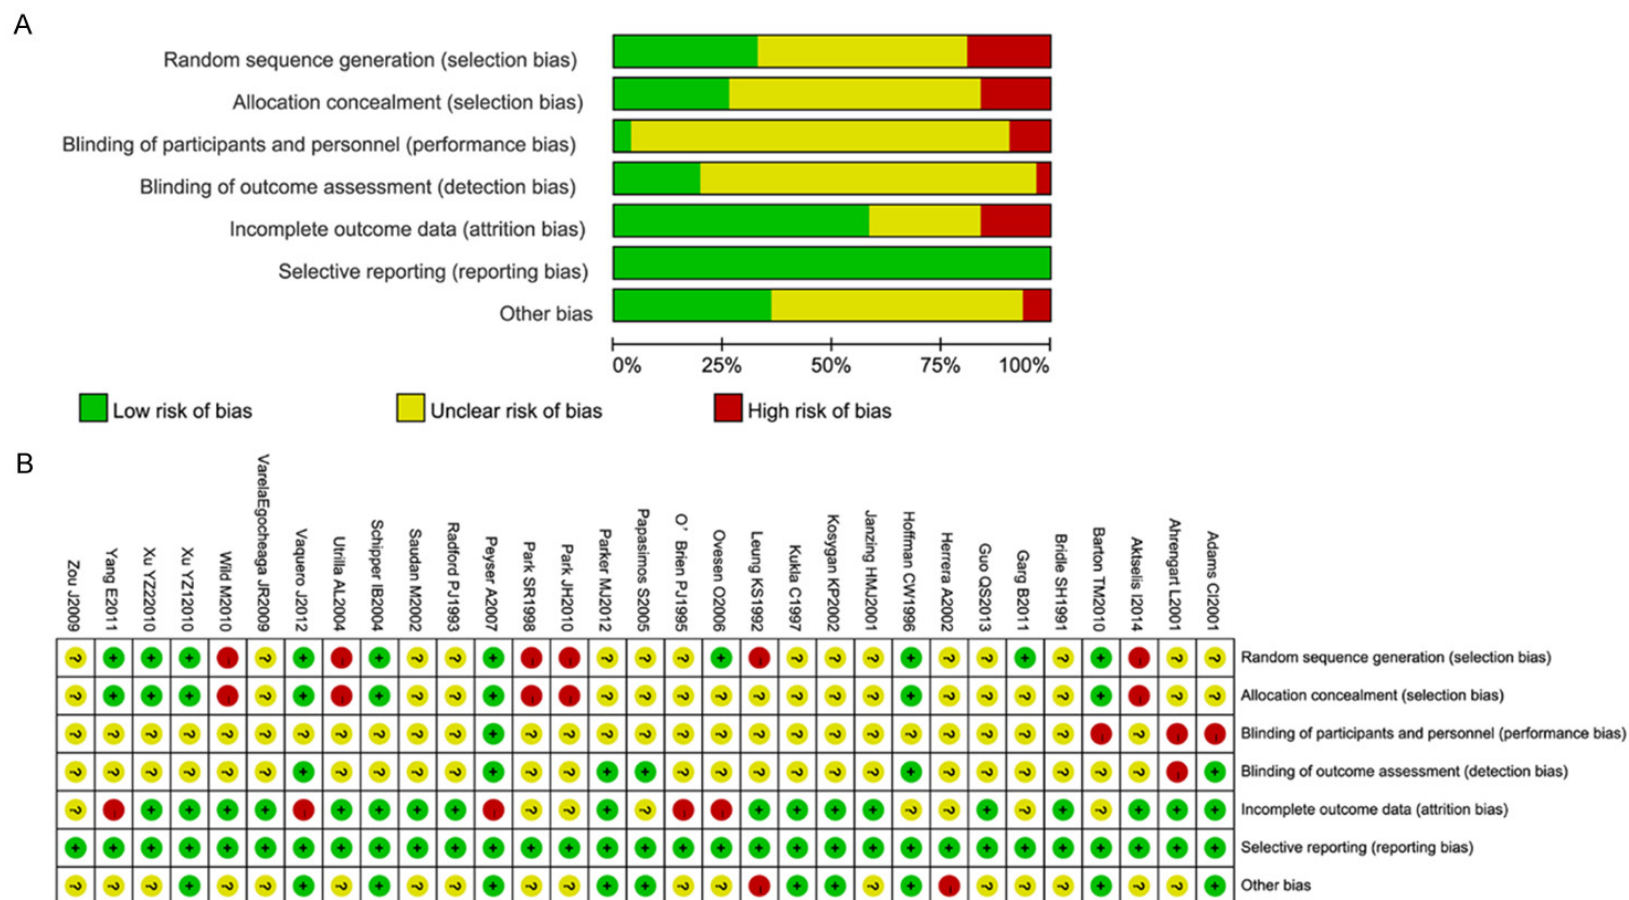 A
Random sequence generation (selection bias)
Allocation concealment (selection bias)
Blinding of participants and personnel (performance bias)
Blinding of outcome assessment (detection bias)
Incomplete outcome data (attrition bias)
Selective reporting (reporting bias)
Other bias
0% 25% 50% 75% 100%
Low risk of bias Unclear risk of bias High risk of bias
B
Zou J2009
Yang E2011
Xu YZ22010
Xu YZ12010
Wild M2010
VarelaEgocheaga JR2009
Vaquero J2012
Utrilla AL2004
Schipper IB2004
Saudan M2002
Radford PJ1993
Peyser A2007
Park SR1998
Park JH2010
Parker MJ2012
Papasimos S2005
O' Brien PJ1995
Ovesen O2006
Leung KS1992
Kukla C1997
Kosygan KP2002
Janzing HMJ2001
Hoffman CW1996
Herrera A2002
Guo QS2013
Garg B2011
Bridle SH1991
Barton TM2010
Aktselis I2014
Ahrengart L2001
Adams CI2001
? + + + - ? + - + ? ? + - - ? ? ? + - ? ? ? + ? ? + ? + - ? ? Random sequence generation (selection bias)
? + + + - ? + - + ? ? + - - ? ? ? ? ? ? ? ? + ? ? ? ? + - ? ? Allocation concealment (selection bias)
? ? ? ? ? ? ? ? ? ? ? + ? ? ? ? ? ? ? ? ? ? ? ? ? ? ? - ? - - Blinding of participants and personnel (performance bias)
? ? ? ? ? ? + ? ? ? ? + ? ? + + ? ? ? ? ? ? + ? ? ? ? ? ? - + Blinding of outcome assessment (detection bias)
? - + + + + - + + + + - ? ? + ? - - + + + + ? ? + ? + ? + + + Incomplete outcome data (attrition bias)
+ + + + + + + + + + + + + + + + + + + + + + + + + + + + + + + Selective reporting (reporting bias)
? ? ? + ? ? + ? + ? ? + ? ? + + ? ? - + + ? + - ? ? ? + ? ? + Other bias